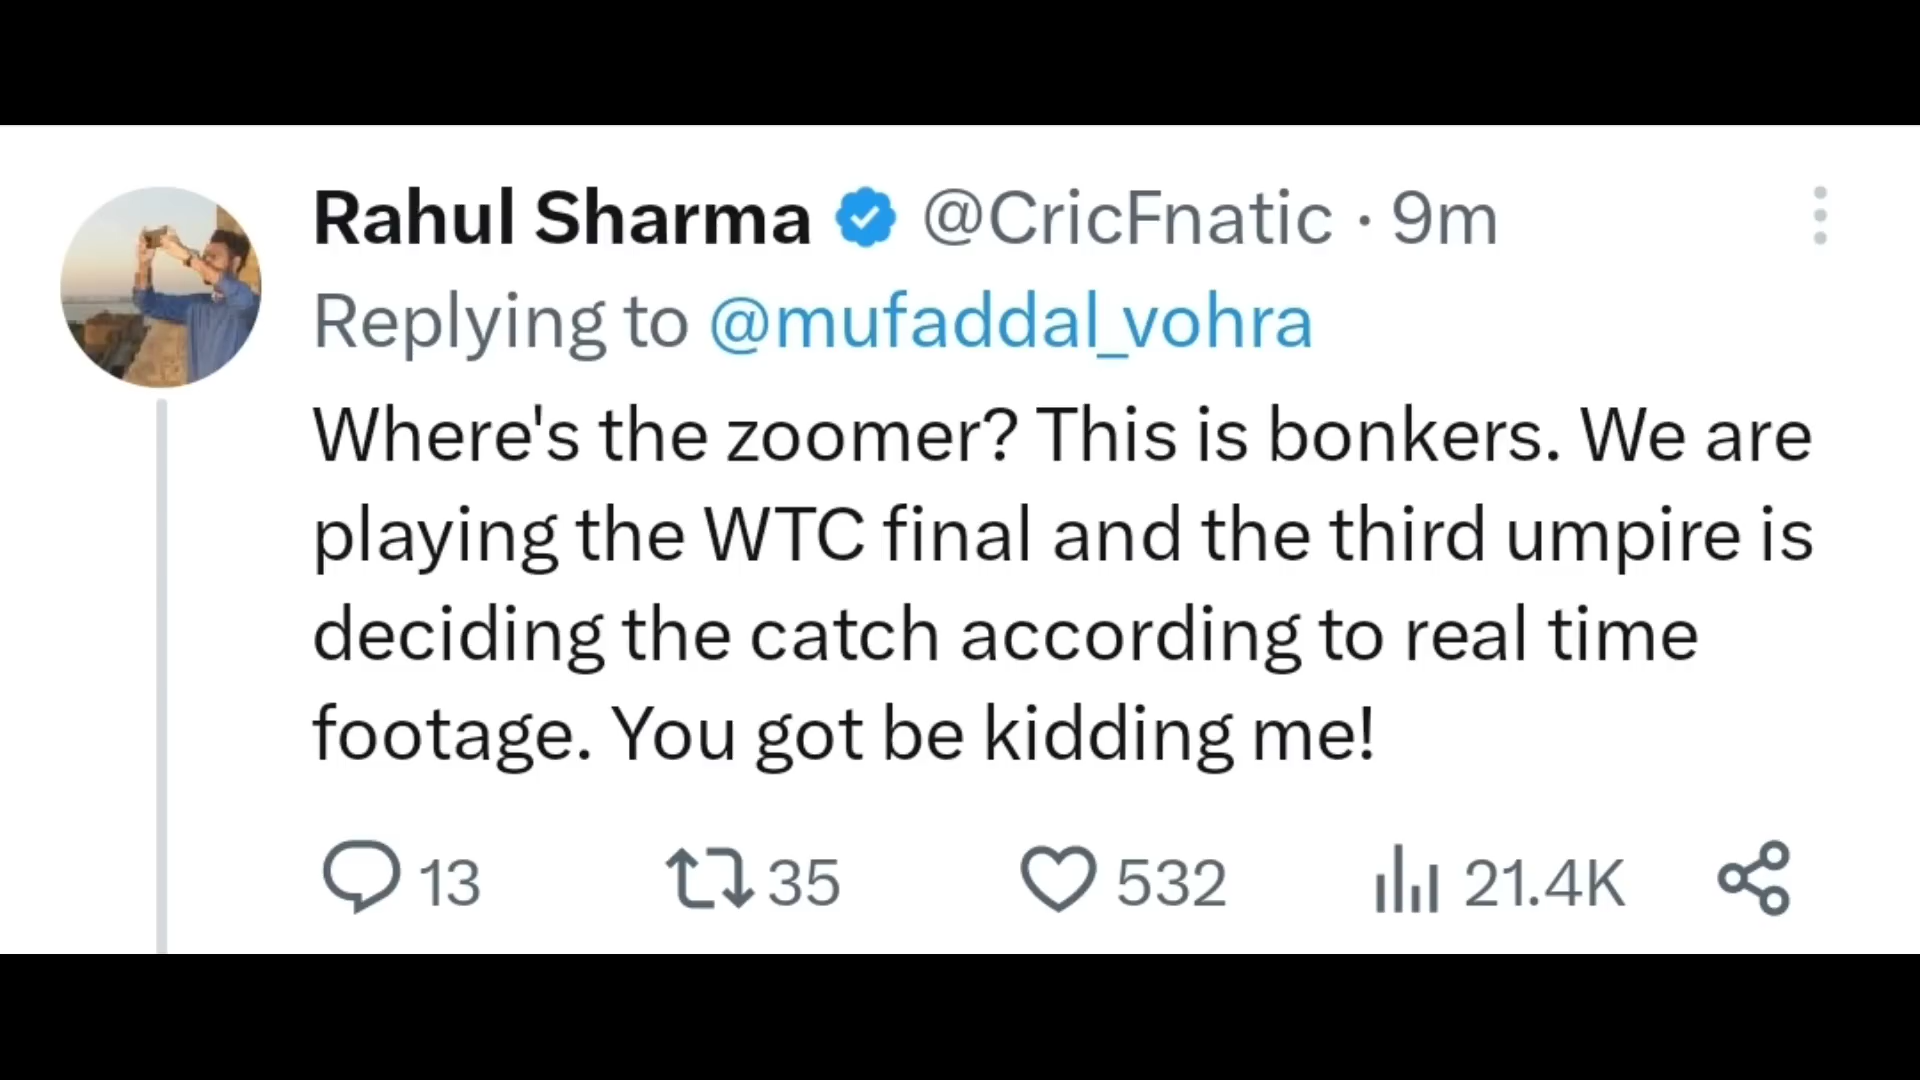 Rahul Sharma @CricFnatic · 9m
Replying to @mufaddal_vohra
Where's the zoomer? This is bonkers. We are
playing the WTC final and the third umpire is
deciding the catch according to real time
footage. You got be kidding me!
13 35 532 21.4K